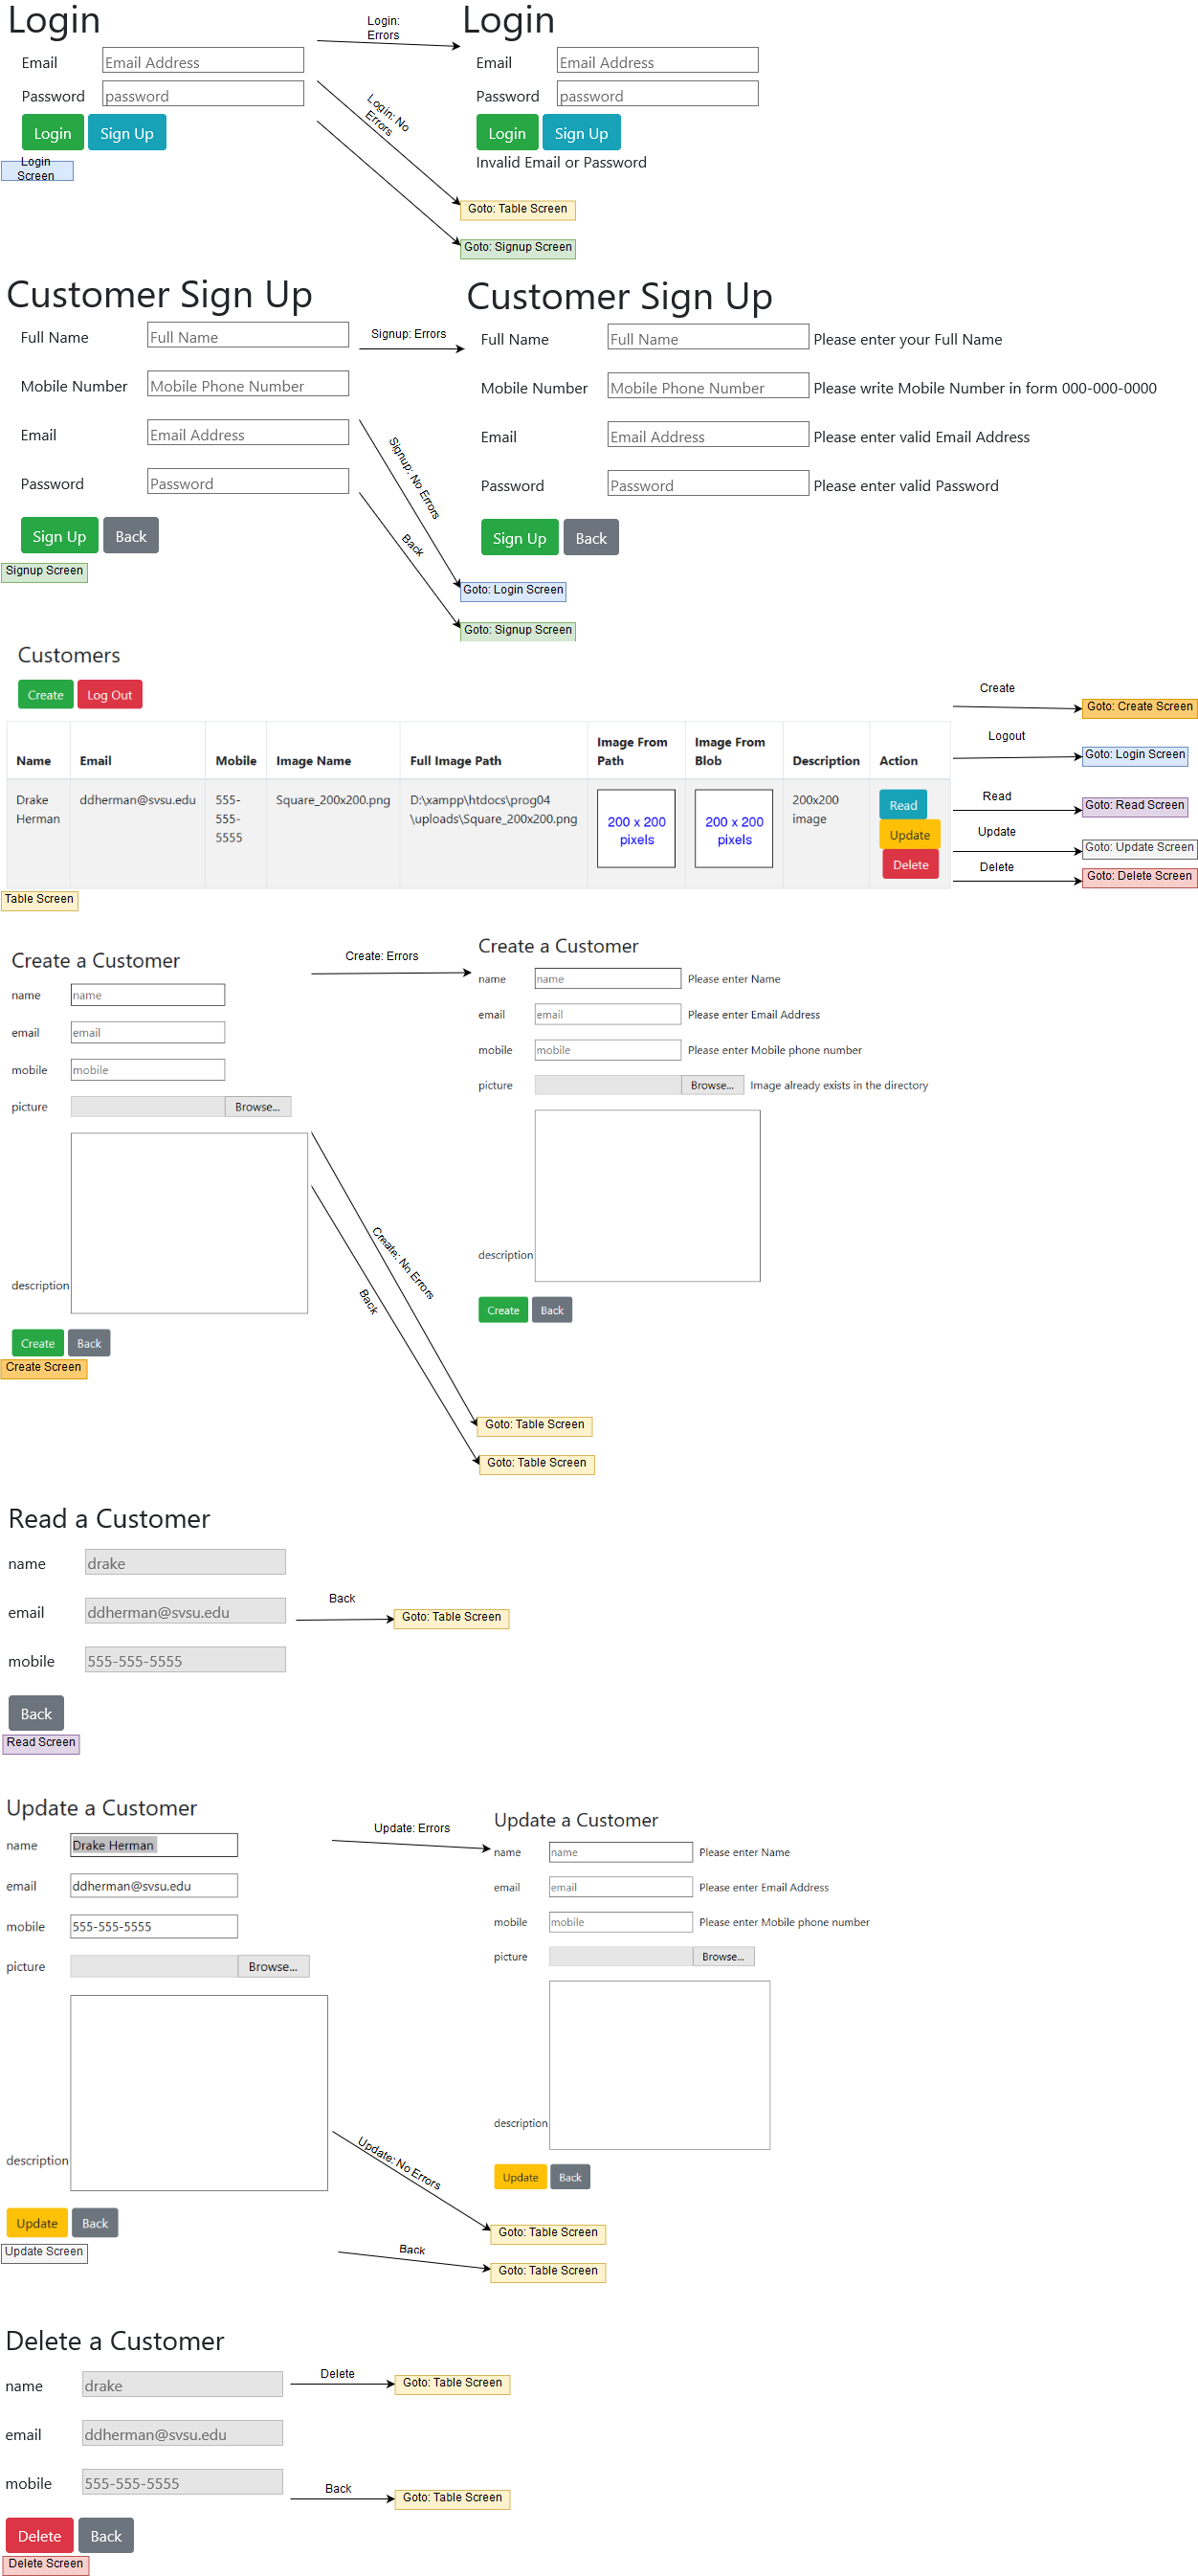 Login
Email Email Address
Password password
Login Sign Up
Login
Screen
Login:
Errors
Login: No
Errors
Login
Email Email Address
Password password
Login Sign Up
Invalid Email or Password
Goto: Table Screen
Goto: Signup Screen
Customer Sign Up
Full Name Full Name
Mobile Number Mobile Phone Number
Email Email Address
Password Password
Sign Up Back
Signup Screen
Signup: Errors
Signup: No Errors
Back
Customer Sign Up
Full Name Full Name Please enter your Full Name
Mobile Number Mobile Phone Number Please write Mobile Number in form 000-000-0000
Email Email Address Please enter valid Email Address
Password Password Please enter valid Password
Sign Up Back
Goto: Login Screen
Goto: Signup Screen
Customers
Create Log Out
Name Email Mobile Image Name Full Image Path Image From Path Image From Blob Description Action
Drake Herman ddherman@svsu.edu 555-555-5555 Square_200x200.png D:\xampp\htdocs\prog04\uploads\Square_200x200.png 200 x 200 pixels 200 x 200 pixels 200x200 image Read
Update
Delete
Table Screen
Create
Goto: Create Screen
Logout
Goto: Login Screen
Read
Goto: Read Screen
Update
Goto: Update Screen
Delete
Goto: Delete Screen
Create a Customer
name name
email email
mobile mobile
picture Browse...
description
Create Back
Create Screen
Create: Errors
Create: No Errors
Back
Create a Customer
name name Please enter Name
email email Please enter Email Address
mobile mobile Please enter Mobile phone number
picture Browse... Image already exists in the directory
description
Create Back
Goto: Table Screen
Goto: Table Screen
Read a Customer
name drake
email ddherman@svsu.edu
mobile 555-555-5555
Back
Read Screen
Back
Goto: Table Screen
Update a Customer
name Drake Herman
email ddherman@svsu.edu
mobile 555-555-5555
picture Browse...
description
Update Back
Update Screen
Update: Errors
Update: No Errors
Back
Update a Customer
name name Please enter Name
email email Please enter Email Address
mobile mobile Please enter Mobile phone number
picture Browse...
description
Update Back
Goto: Table Screen
Goto: Table Screen
Delete a Customer
name drake
email ddherman@svsu.edu
mobile 555-555-5555
Delete Back
Delete Screen
Delete
Goto: Table Screen
Back
Goto: Table Screen